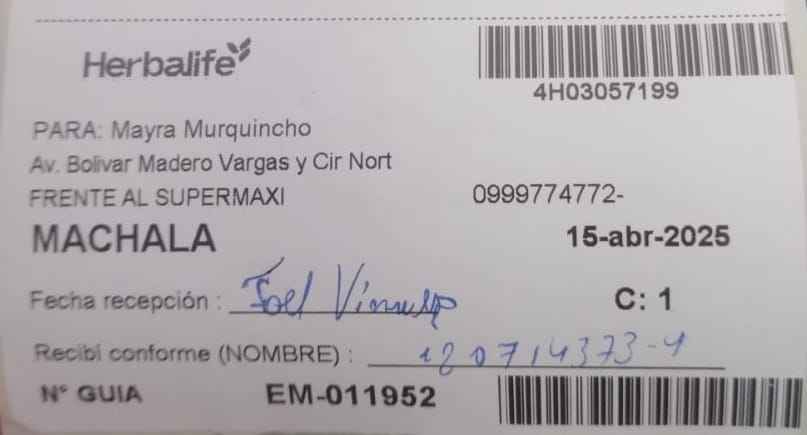 Herbalife
4H03057199
PARA: Mayra Murquincho
Av. Bolivar Madero Vargas y Cir Nort
FRENTE AL SUPERMAXI 0999774772-
MACHALA 15-abr-2025
Fecha recepción : Joel C: 1
Recibí conforme (NOMBRE) :
N° GUIA EM-011952